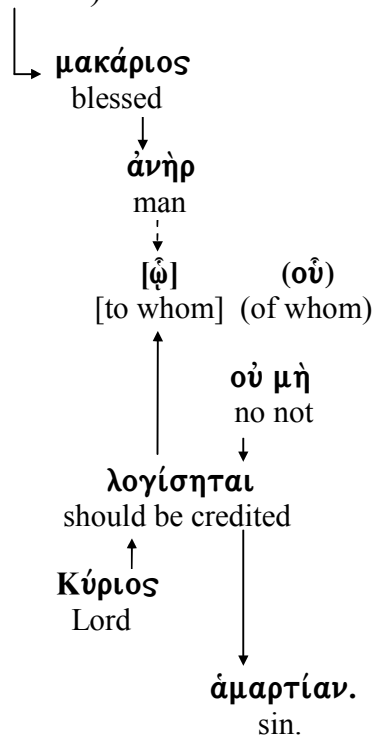 )
μακάριος
blessed
ἀνὴρ
man
[ᾧ] (οὗ)
[to whom] (of whom)
οὐ μὴ
no not
λογίσηται
should be credited
Κύριος
Lord
ἁμαρτίαν.
sin.